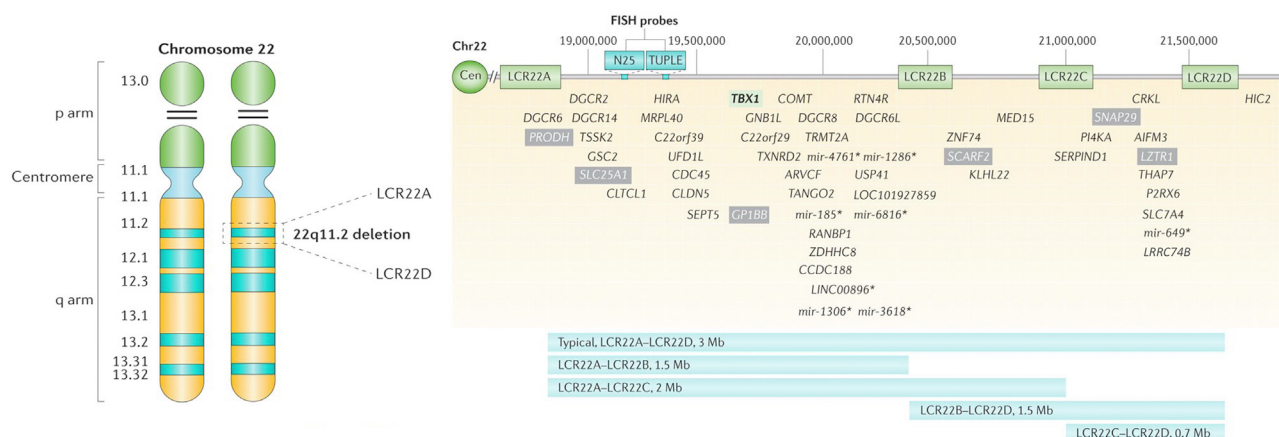 Chromosome 22
p arm
Centromere
q arm
13.0
11.1
11.1
11.2
12.1
12.3
13.1
13.2
13.31
13.32
LCR22A
22q11.2 deletion
LCR22D
FISH probes
Chr22
19,000,000
19,500,000
20,000,000
20,500,000
21,000,000
21,500,000
N25
TUPLE
Cen
LCR22A
LCR22B
LCR22C
LCR22D
DGCR2 HIRA TBX1 COMT RTN4R CRKL HIC2
DGCR6 DGCR14 MRPL40 GNB1L DGCR8 DGCR6L MED15 SNAP29
PRODH TSSK2 C22orf39 C22orf29 TRMT2A ZNF74 PI4KA AIFM3
GSC2 UFD1L TXNRD2 mir-4761* mir-1286* SCARF2 SERPIND1 LZTR1
SLC25A1 CDC45 ARVCF USP41 KLHL22 THAP7
CLTCL1 CLDN5 TANGO2 LOC101927859 P2RX6
SEPT5 GP1BB mir-185* mir-6816* SLC7A4
RANBP1 mir-649*
ZDHHC8 LRRC74B
CCDC188
LINC00896*
mir-1306* mir-3618*
Typical, LCR22A–LCR22D, 3 Mb
LCR22A–LCR22B, 1.5 Mb
LCR22A–LCR22C, 2 Mb
LCR22B–LCR22D, 1.5 Mb
LCR22C–LCR22D, 0.7 Mb